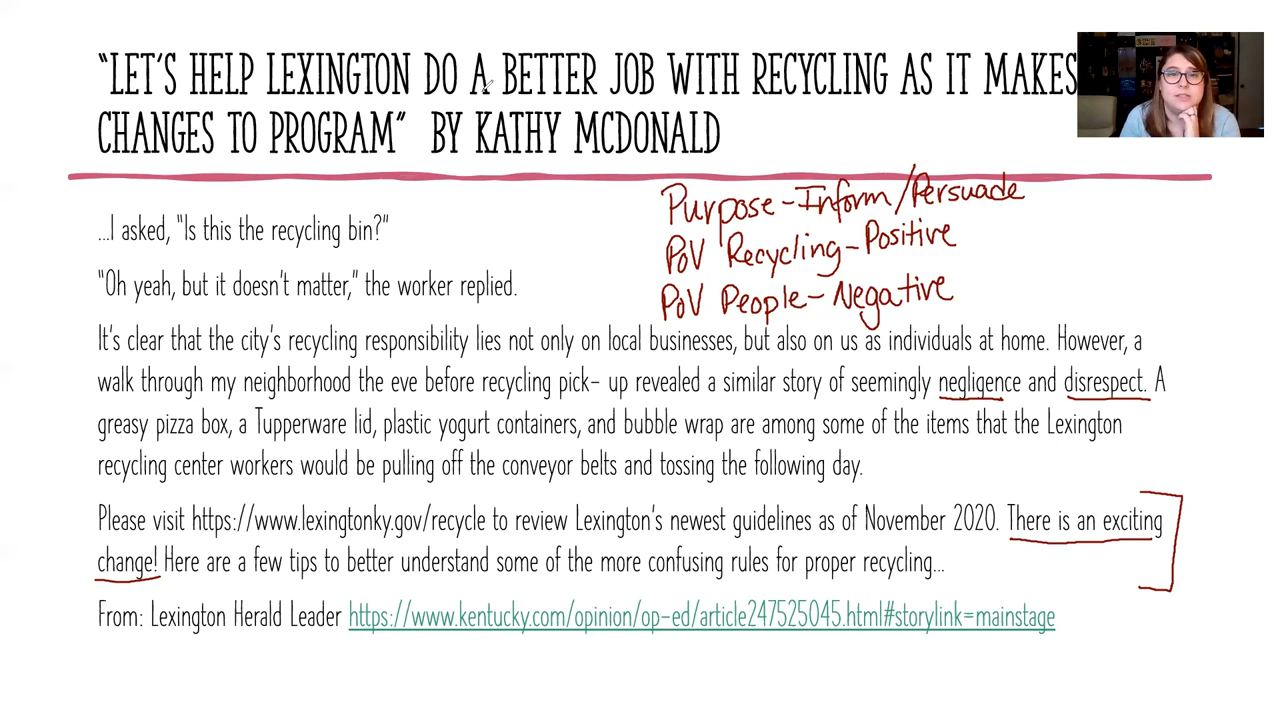 "LET'S HELP LEXINGTON DO A BETTER JOB WITH RECYCLING AS IT MAKES
CHANGES TO PROGRAM" BY KATHY MCDONALD
Purpose - Inform/Persuade
...I asked, "Is this the recycling bin?"
PoV Recycling - Positive
"Oh yeah, but it doesn't matter," the worker replied.
PoV People - Negative
It's clear that the city's recycling responsibility lies not only on local businesses, but also on us as individuals at home. However, a
walk through my neighborhood the eve before recycling pick- up revealed a similar story of seemingly negligence and disrespect. A
greasy pizza box, a Tupperware lid, plastic yogurt containers, and bubble wrap are among some of the items that the Lexington
recycling center workers would be pulling off the conveyor belts and tossing the following day.
Please visit https://www.lexingtonky.gov/recycle to review Lexington's newest guidelines as of November 2020. There is an exciting
change! Here are a few tips to better understand some of the more confusing rules for proper recycling...
From: Lexington Herald Leader https://www.kentucky.com/opinion/op-ed/article247525045.html#storylink=mainstage